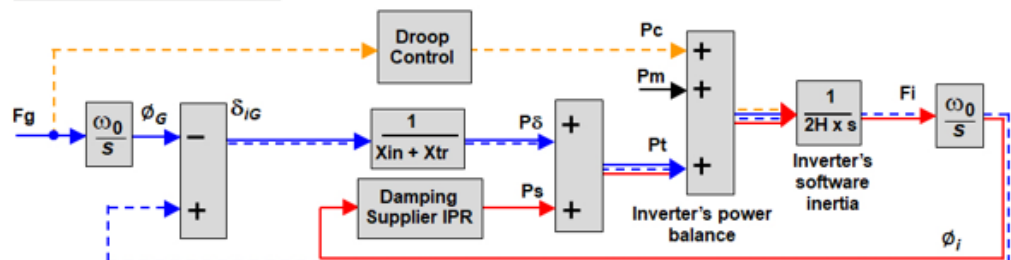 Droop
Control
Pc
Pm
+
+
+
Fg
ω0
s
ϕG
−
+
δiG
1
Xin + Xtr
Pδ
Damping
Supplier IPR
Ps
+
+
Pt
Inverter's power
balance
1
2H x s
Inverter's
software
inertia
Fi
ω0
s
ϕi